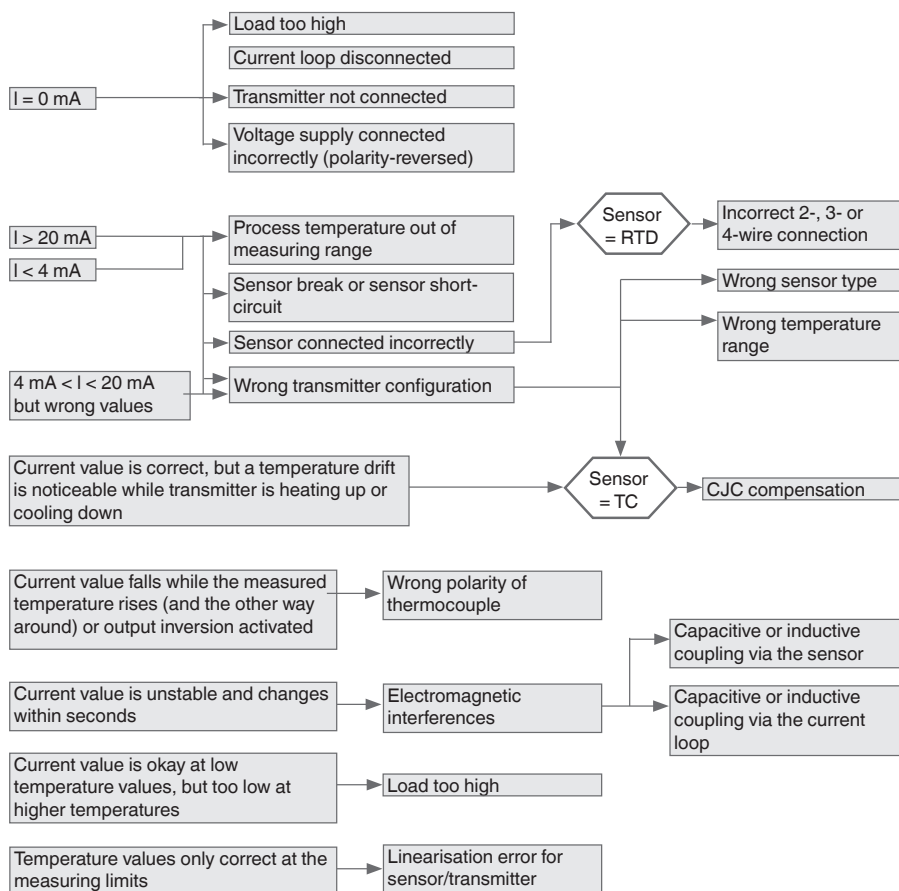 Load too high
Current loop disconnected
I = 0 mA
Transmitter not connected
Voltage supply connected
incorrectly (polarity-reversed)
I > 20 mA
I < 4 mA
Process temperature out of
measuring range
Sensor
= RTD
Incorrect 2-, 3- or
4-wire connection
Sensor break or sensor short-
circuit
Wrong sensor type
Sensor connected incorrectly
Wrong temperature
range
4 mA < I < 20 mA
but wrong values
Wrong transmitter configuration
Current value is correct, but a temperature drift
is noticeable while transmitter is heating up or
cooling down
Sensor
= TC
CJC compensation
Current value falls while the measured
temperature rises (and the other way
around) or output inversion activated
Wrong polarity of
thermocouple
Capacitive or inductive
coupling via the sensor
Current value is unstable and changes
within seconds
Electromagnetic
interferences
Capacitive or inductive
coupling via the current
loop
Current value is okay at low
temperature values, but too low at
higher temperatures
Load too high
Temperature values only correct at the
measuring limits
Linearisation error for
sensor/transmitter